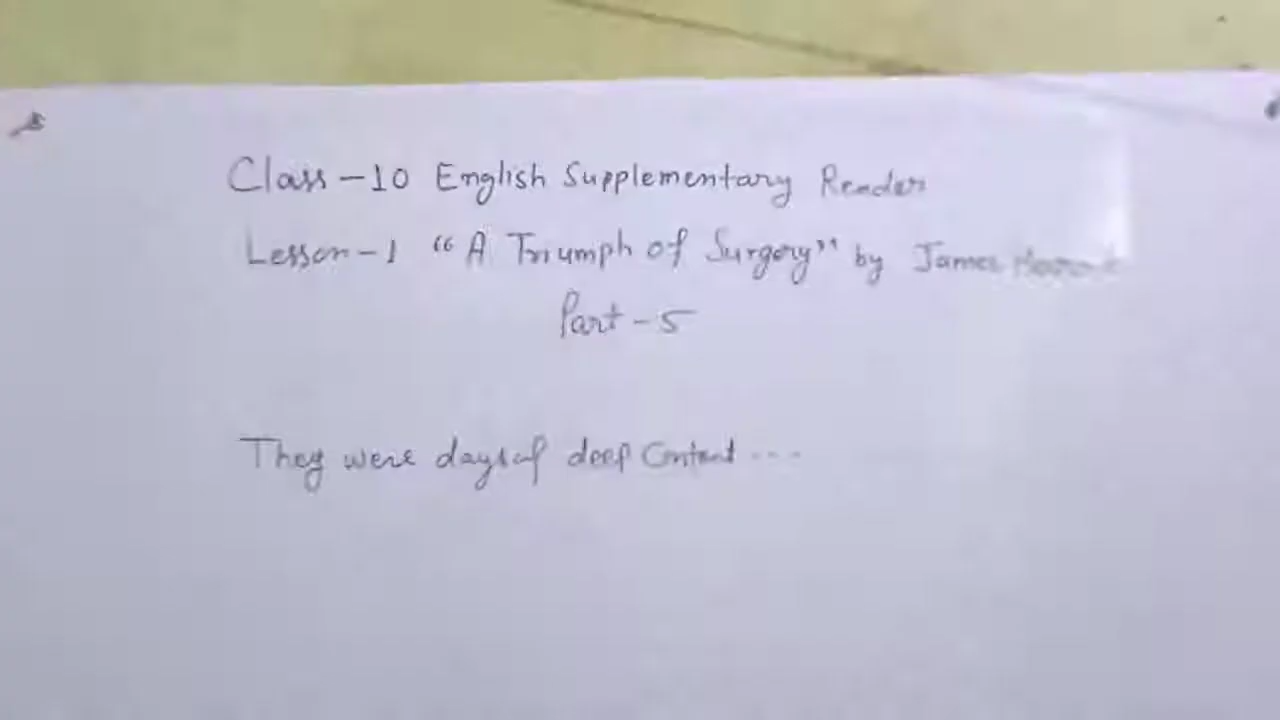 Class-10 English Supplementary Reader
Lesson-1 "A Triumph of Surgery" by James
Part-5
They were days of deep Content ...